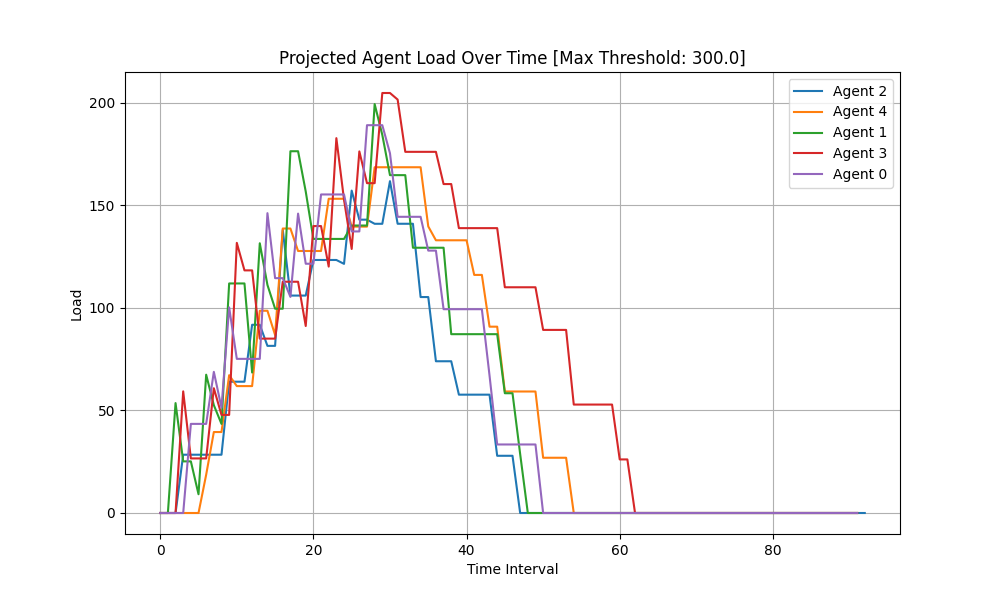 Projected Agent Load Over Time [Max Threshold: 300.0]
Agent 2
Agent 4
Agent 1
Agent 3
Agent 0
Load
200
150
100
50
0
0 20 40 60 80
Time Interval